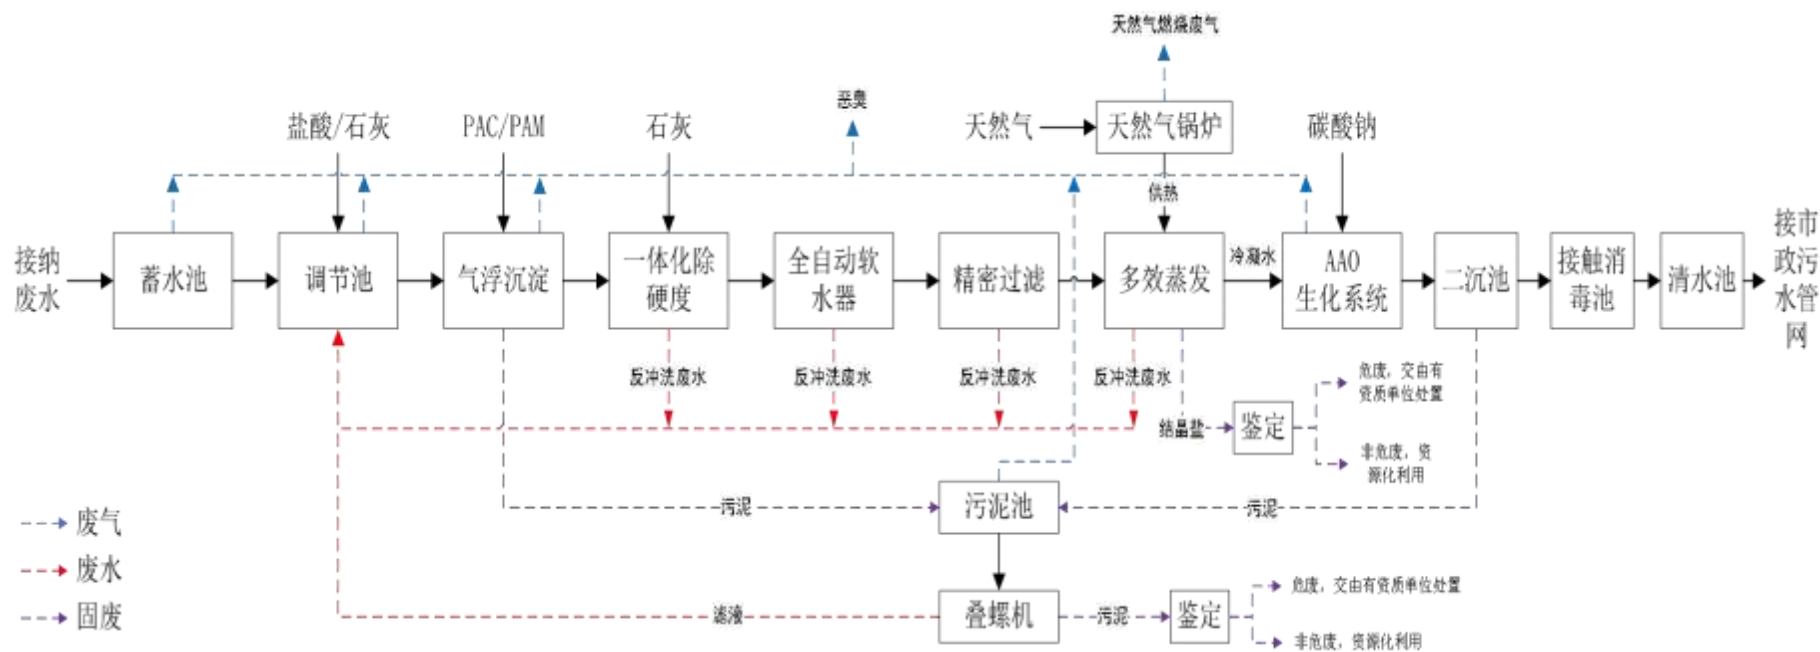 天然气燃烧废气
恶臭
盐酸/石灰
PAC/PAM
石灰
天然气
天然气锅炉
碳酸钠
供热
接纳
废水
蓄水池
调节池
气浮沉淀
一体化除
硬度
全自动软
水器
精密过滤
多效蒸发
冷凝水
AAO
生化系统
二沉池
接触消
毒池
清水池
接市
政污
水管
网
反冲洗废水
反冲洗废水
反冲洗废水
反冲洗废水
结晶盐
鉴定
危废，交由有
资质单位处置
非危废，资
源化利用
污泥
污泥池
污泥
废气
废水
固废
滤液
叠螺机
污泥
鉴定
危废，交由有资质单位处置
非危废，资源化利用